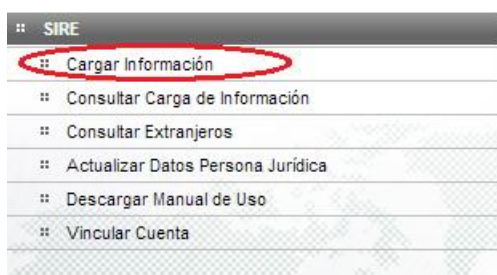 SIRE
Cargar Información
Consultar Carga de Información
Consultar Extranjeros
Actualizar Datos Persona Jurídica
Descargar Manual de Uso
Vincular Cuenta